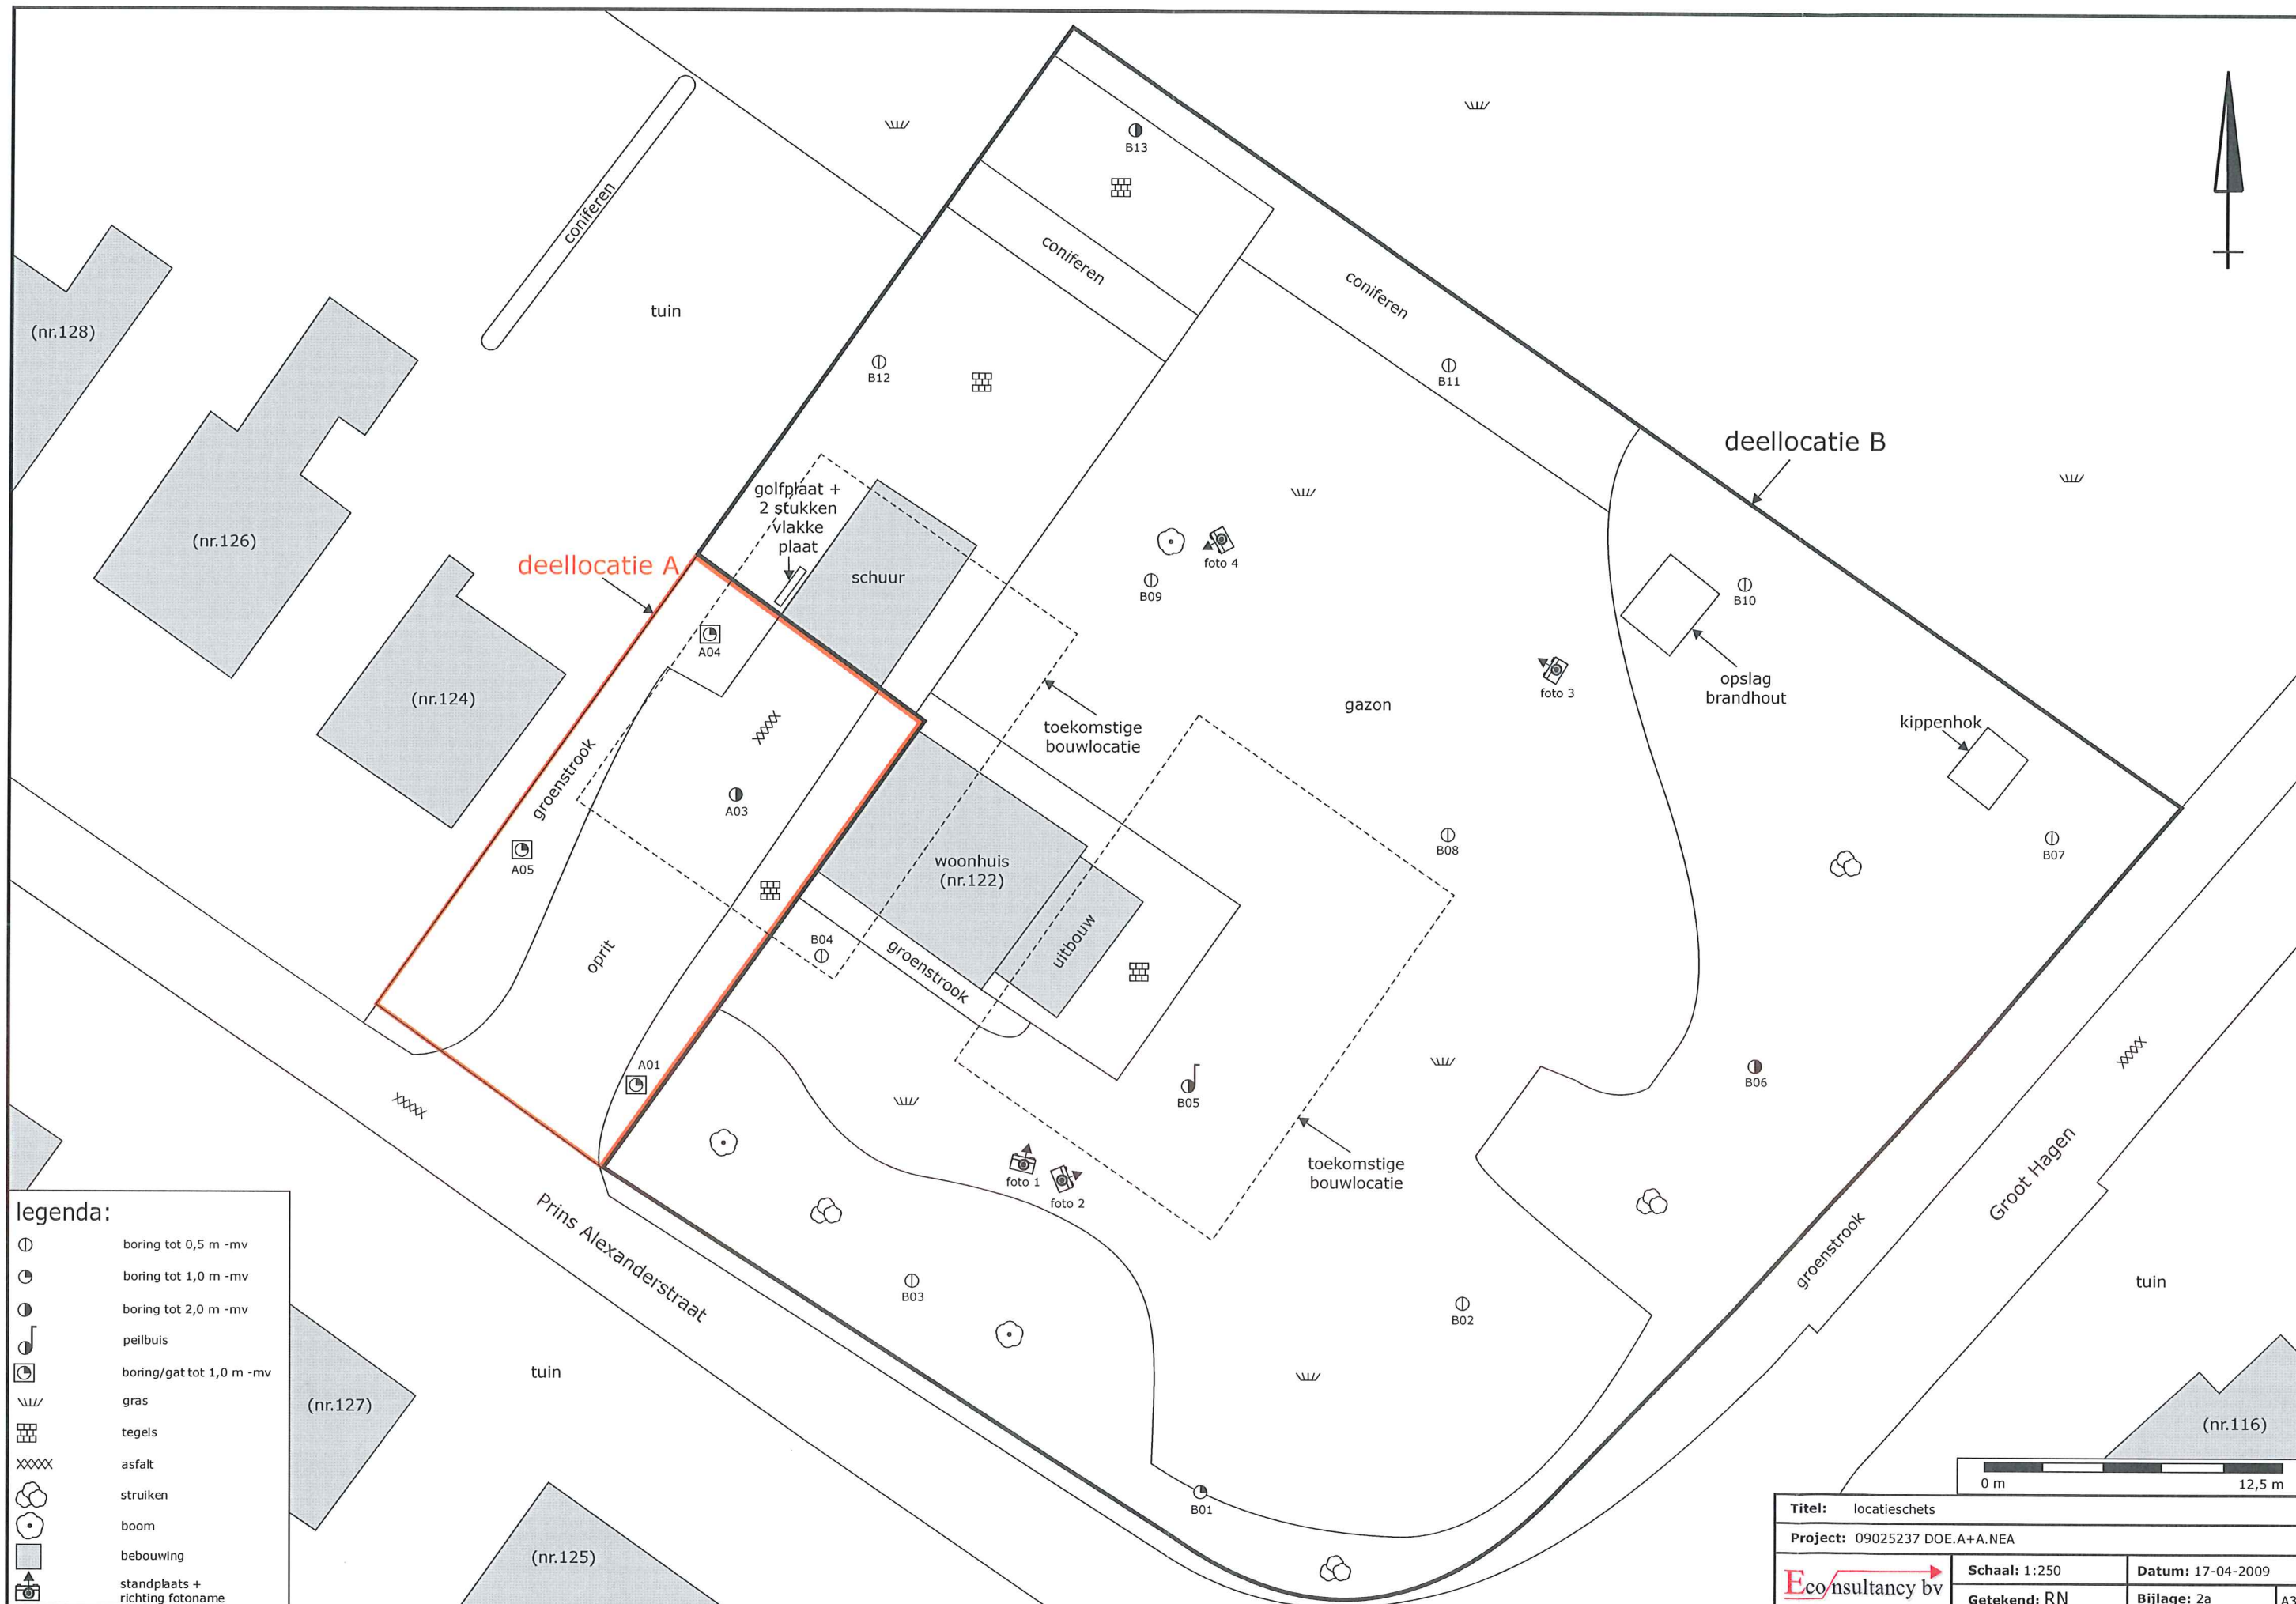 B13
coniferen
coniferen
coniferen
tuin
(nr.128)
B12
B11
deellocatie B
golfplaat +
2 stukken
vlakke
plaat
(nr.126)
deellocatie A
schuur
foto 4
B09
B10
A04
foto 3
opslag
brandhout
(nr.124)
gazon
toekomstige
bouwlocatie
kippenhok
groenstrook
A03
B08
B07
A05
woonhuis
(nr.122)
uitbouw
B04
groenstrook
oprit
A01
B05
B06
foto 1
foto 2
toekomstige
bouwlocatie
Groot Hagen
groenstrook
Prins Alexanderstraat
B03
B02
tuin
tuin
(nr.127)
(nr.116)
B01
(nr.125)
legenda:
boring tot 0,5 m -mv
boring tot 1,0 m -mv
boring tot 2,0 m -mv
peilbuis
boring/gat tot 1,0 m -mv
gras
tegels
asfalt
struiken
boom
bebouwing
standplaats +
richting fotoname
0 m 12,5 m
Titel: locatieschets
Project: 09025237 DOE.A+A.NEA
Econsultancy bv
Schaal: 1:250 Datum: 17-04-2009
Getekend: RN Bijlage: 2a A3